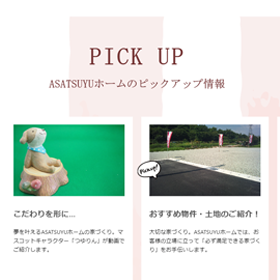 PICK UP
ASATSUYUホームのピックアップ情報
Pickup!
こだわりを形に...
おすすめ物件・土地のご紹介！
夢を叶えるASATSUYUホームの家づくり。マ
スコットキャラクター「つゆりん」が動画で
ご紹介します。
大切な家づくり。ASATSUYUホームでは、お
客様の立場に立って「必ず満足できる家づく
り」をお手伝いします。